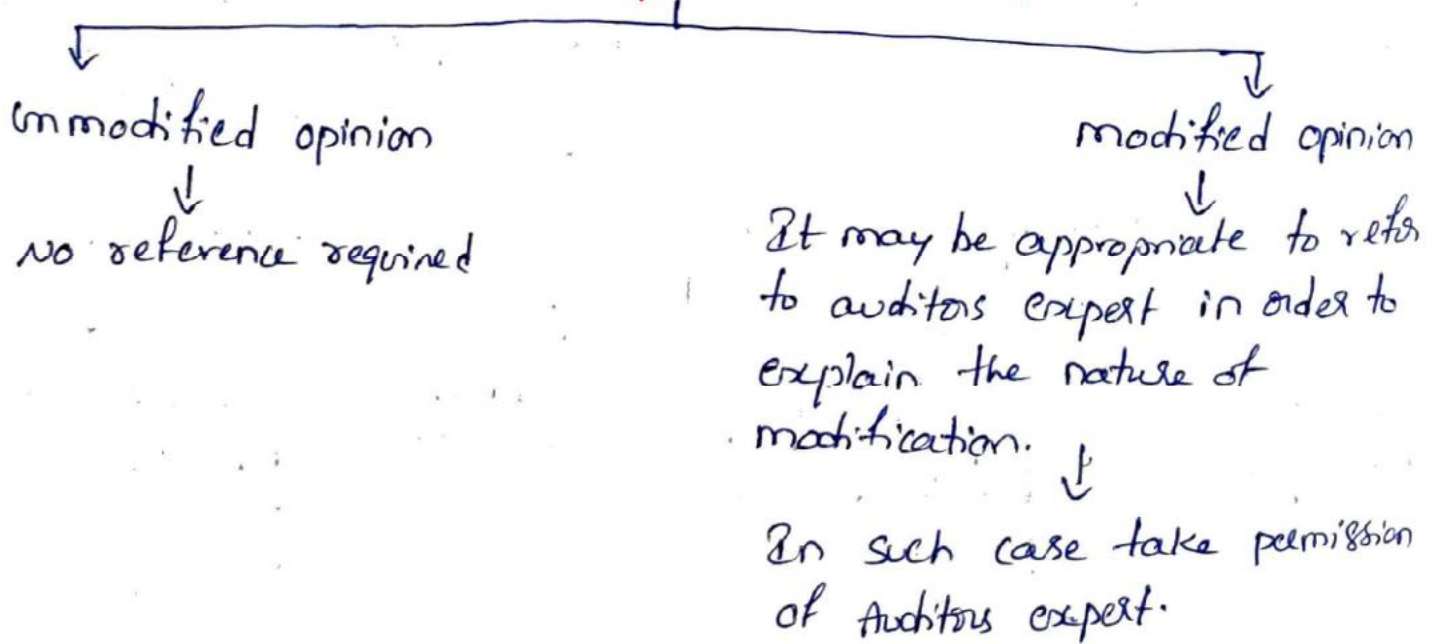 unmodified opinion
modified opinion
No reference required
It may be appropriate to refer
to auditors expert in order to
explain the nature of
modification.
In such case take permission
of Auditors expert.